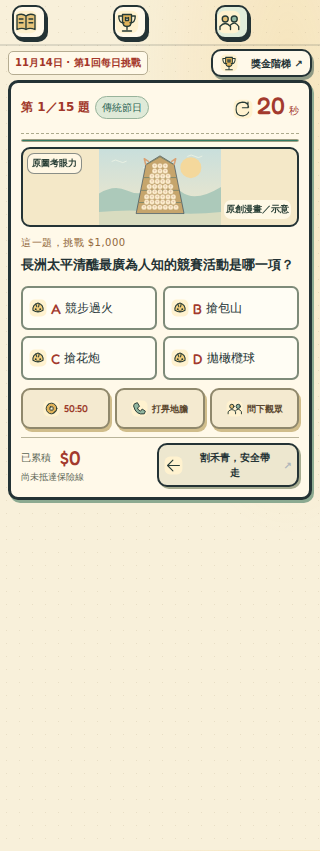 11月14日 · 第1回每日挑戰
獎金階梯 ↗
第 1／15 題 傳統節日 20 秒
原圖考眼力
原創漫畫／示意
這一題，挑戰 $1,000
長洲太平清醮最廣為人知的競賽活動是哪一項？
A 競步過火
B 搶包山
C 搶花炮
D 拋橄欖球
50:50
打畀地膽
問下觀眾
已累積 $0
尚未抵達保險線
割禾青，安全帶
走 ↗